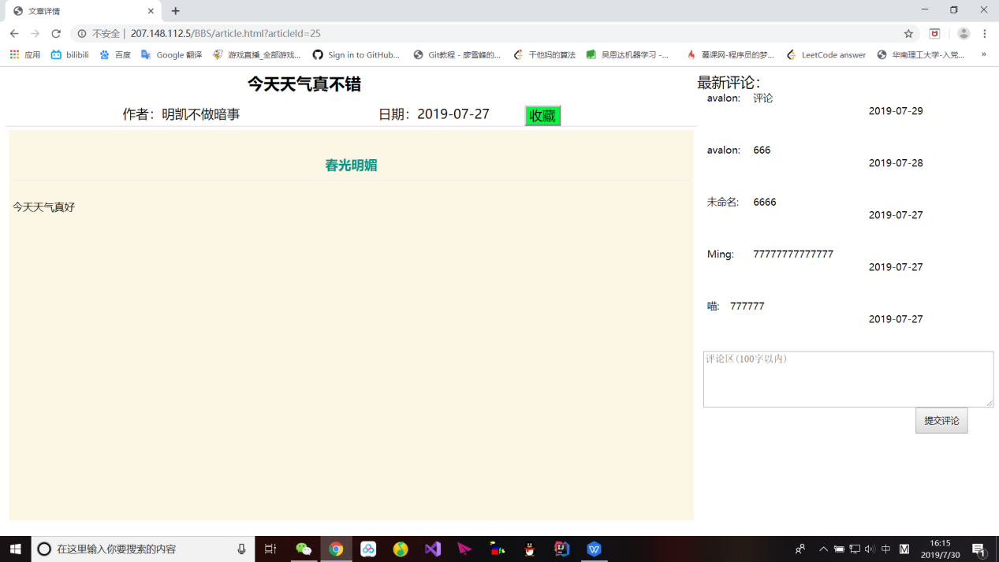 文章详情
不安全 | 207.148.112.5/BBS/article.html?articleId=25
应用 bilibili 百度 Google 翻译 游戏直播_全部游戏... Sign in to GitHub... Git教程 - 廖雪峰的... 干他妈的算法 吴恩达机器学习 -... 慕课网-程序员的梦... LeetCode answer 华南理工大学-入党... »
今天天气真不错
作者：明凯不做暗事 日期：2019-07-27 收藏
春光明媚
今天天气真好
最新评论：
avalon: 评论
2019-07-29
avalon: 666
2019-07-28
未命名: 6666
2019-07-27
Ming: 77777777777777
2019-07-27
喵: 777777
2019-07-27
评论区(100字以内)
提交评论
在这里输入你要搜索的内容
中
M
16:15
2019/7/30
1